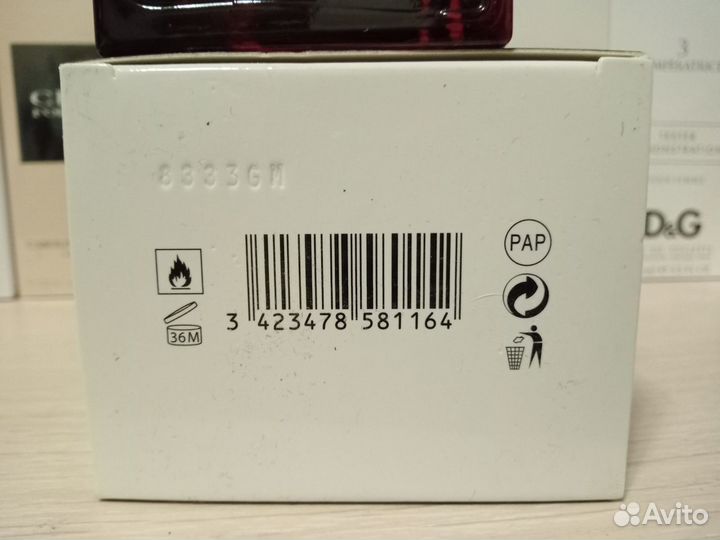 3
TESTER
D&G
8333GM
PAP
36M
3 423478 581164
Avito